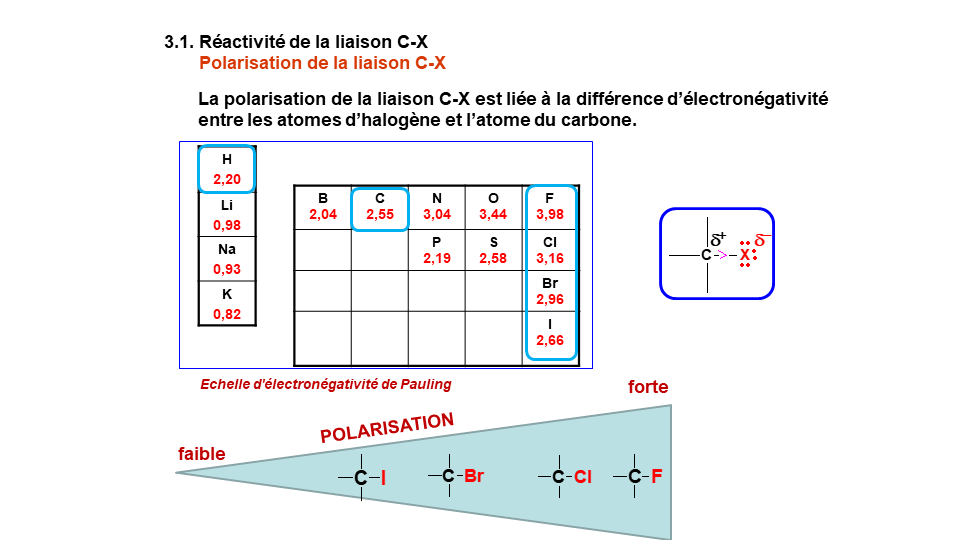 3.1. Réactivité de la liaison C-X
Polarisation de la liaison C-X
La polarisation de la liaison C-X est liée à la différence d'électronégativité
entre les atomes d'halogène et l'atome du carbone.
H
2,20
Li
0,98
Na
0,93
K
0,82
B C N O F
2,04 2,55 3,04 3,44 3,98
P S Cl
2,19 2,58 3,16
Br
2,96
I
2,66
δ+ δ–
C > X
Echelle d'électronégativité de Pauling
forte
POLARISATION
faible
C–I C–Br C–Cl C–F